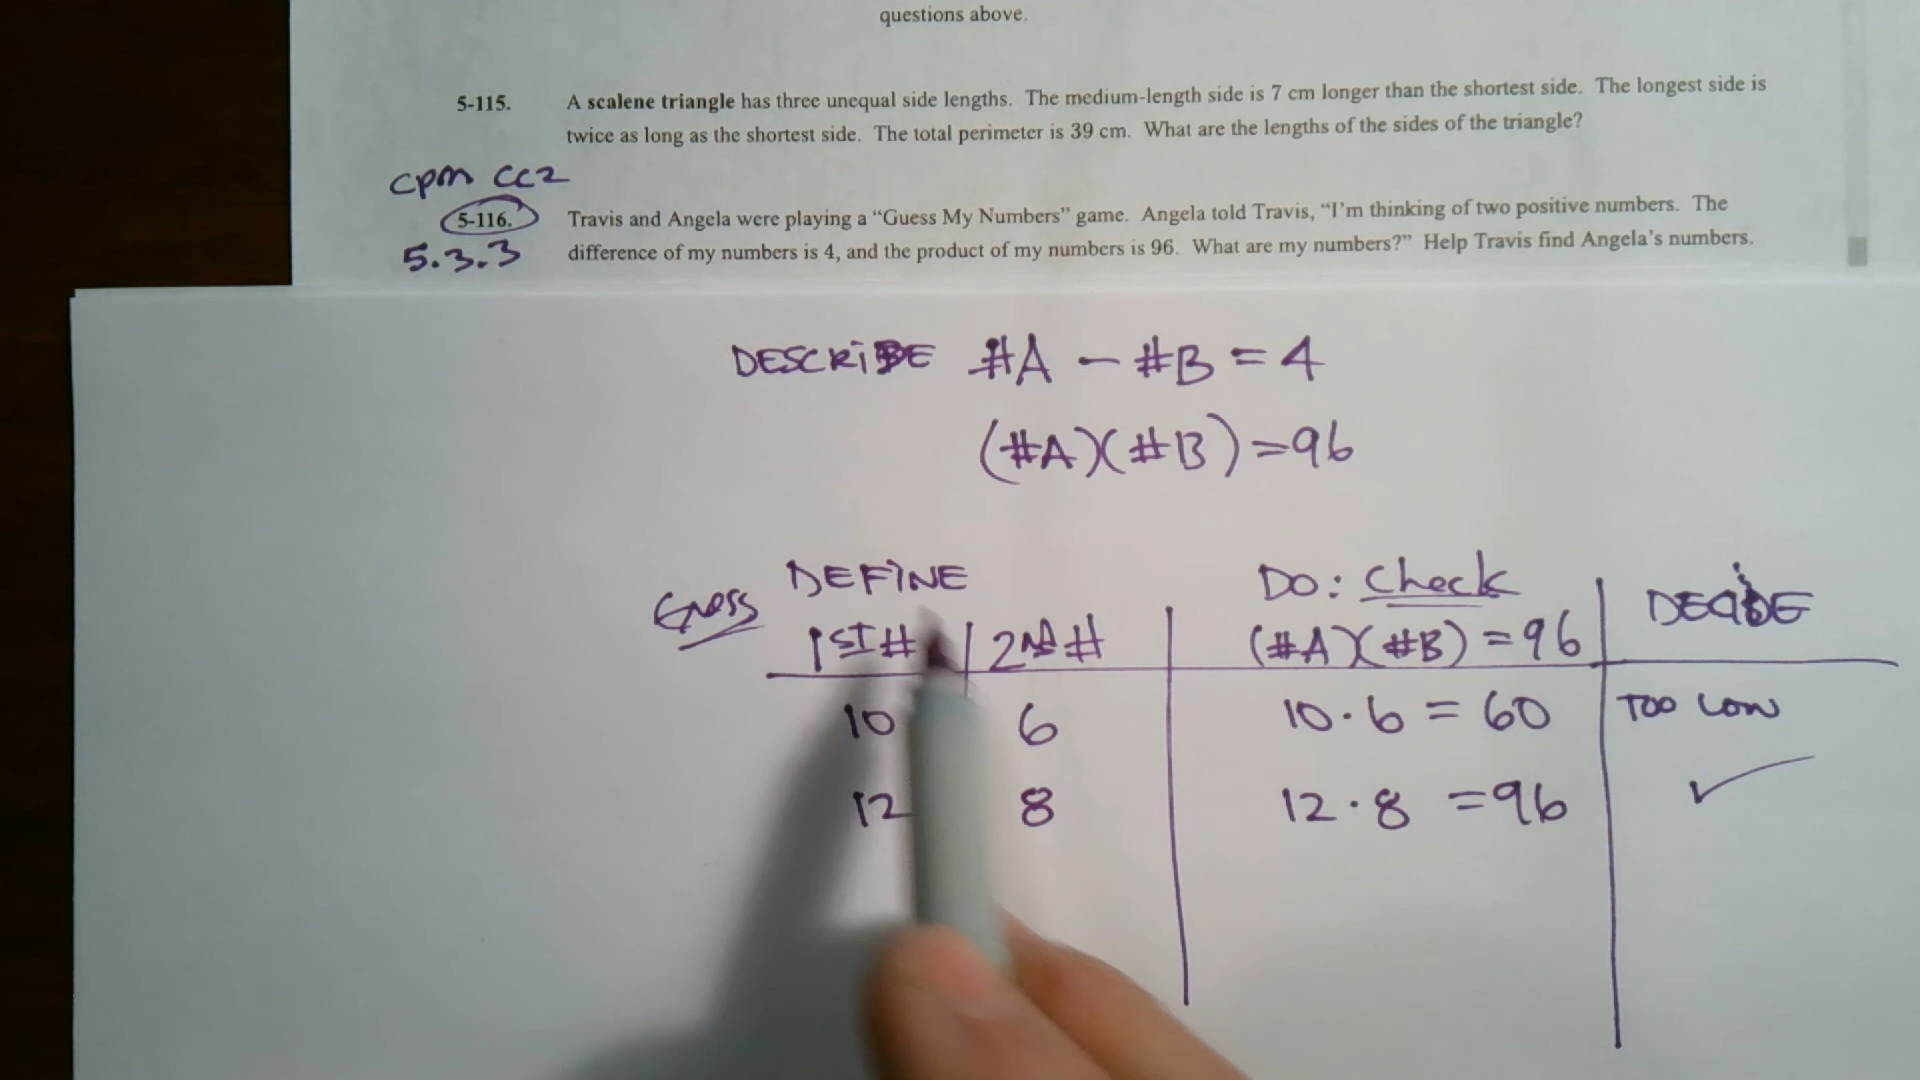 questions above.
5-115. A scalene triangle has three unequal side lengths. The medium-length side is 7 cm longer than the shortest side. The longest side is
twice as long as the shortest side. The total perimeter is 39 cm. What are the lengths of the sides of the triangle?
CPM CC2
5-116. Travis and Angela were playing a “Guess My Numbers” game. Angela told Travis, “I’m thinking of two positive numbers. The
5.3.3 difference of my numbers is 4, and the product of my numbers is 96. What are my numbers?” Help Travis find Angela’s numbers.
DESCRIBE #A - #B = 4
(#A)(#B) = 96
Guess DEFINE DO: Check DECIDE
1ST # 2ND # (#A)(#B) = 96
10 6 10 · 6 = 60 TOO LOW
12 8 12 · 8 = 96 ✓